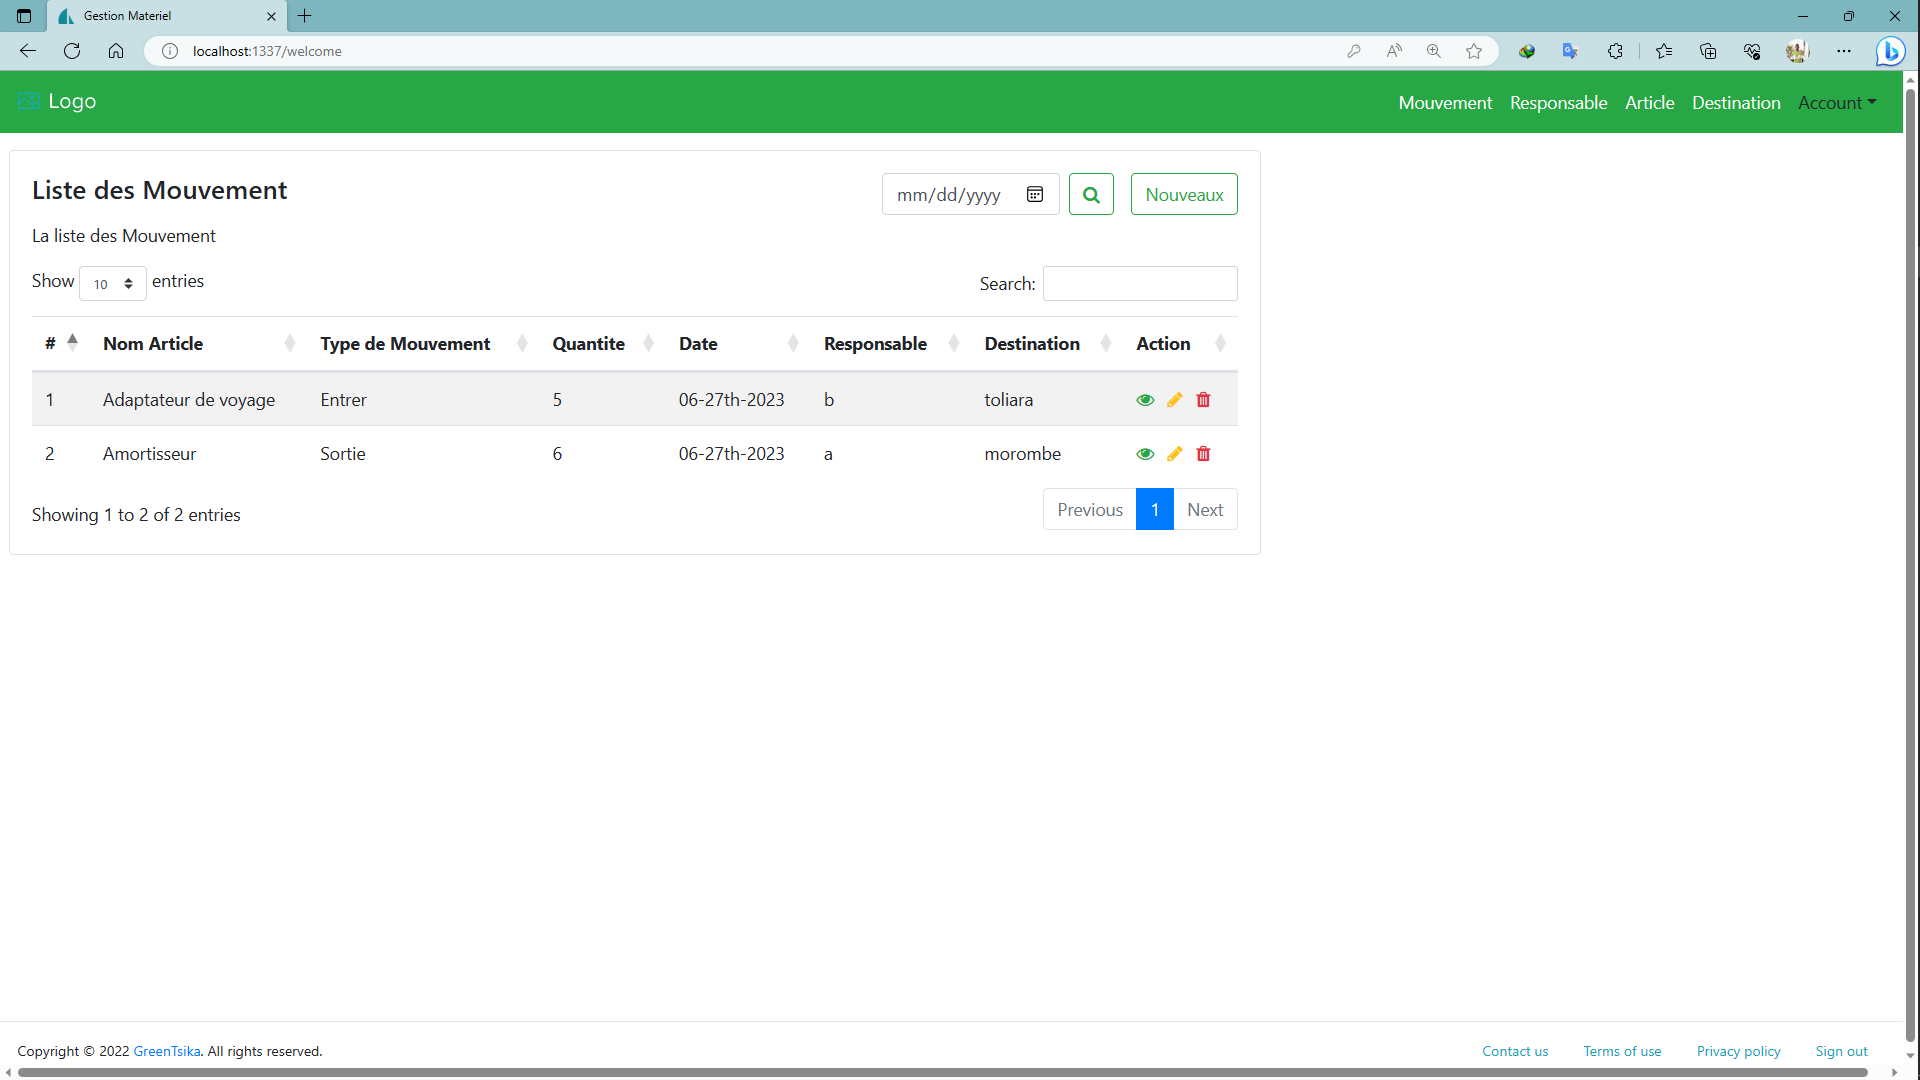 Gestion Materiel
localhost:1337/welcome
Logo
Mouvement Responsable Article Destination Account
Liste des Mouvement
mm/dd/yyyy
Nouveaux
La liste des Mouvement
Show 10 entries
Search:
# Nom Article Type de Mouvement Quantite Date Responsable Destination Action
1 Adaptateur de voyage Entrer 5 06-27th-2023 b toliara
2 Amortisseur Sortie 6 06-27th-2023 a morombe
Showing 1 to 2 of 2 entries
Previous 1 Next
Copyright © 2022 GreenTsika. All rights reserved.
Contact us Terms of use Privacy policy Sign out